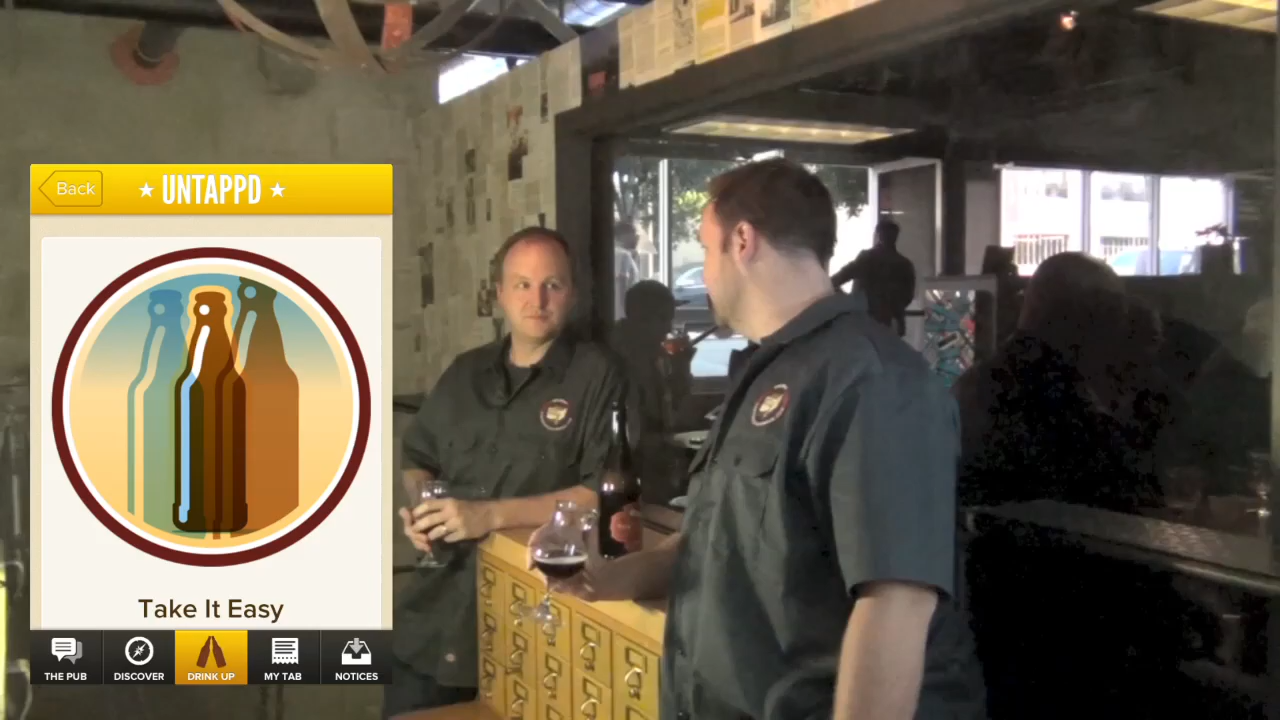 Back
★ UNTAPPD ★
Take It Easy
THE PUB
DISCOVER
DRINK UP
MY TAB
NOTICES